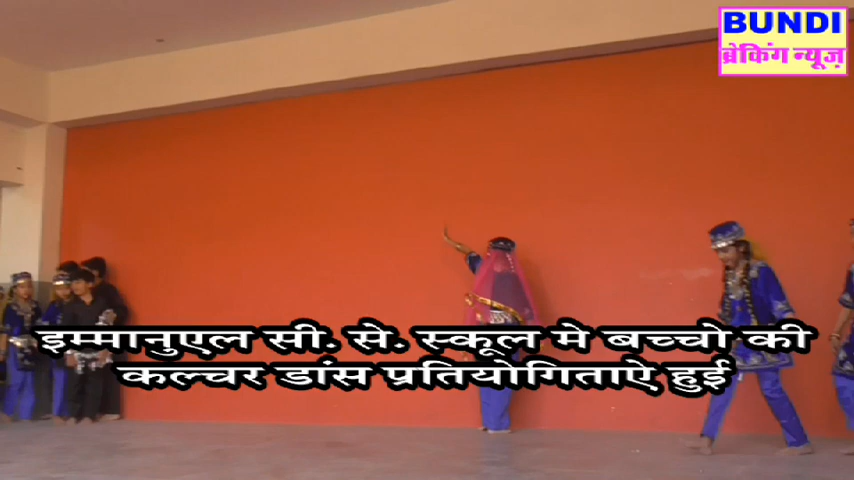 BUNDI
ब्रेकिंग न्यूज़
इम्मानुएल सी. से. स्कूल मे बच्चो की
कल्चर डांस प्रतियोगिताऐ हुई